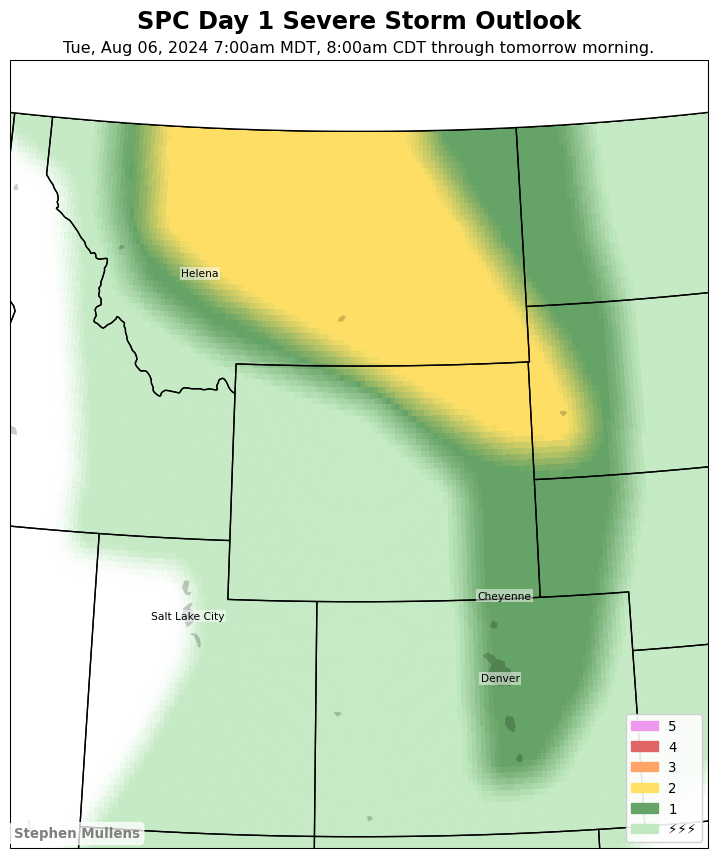 SPC Day 1 Severe Storm Outlook
Tue, Aug 06, 2024 7:00am MDT, 8:00am CDT through tomorrow morning.
Helena
Cheyenne
Salt Lake City
Denver
5
4
3
2
1
⚡⚡⚡
Stephen Mullens